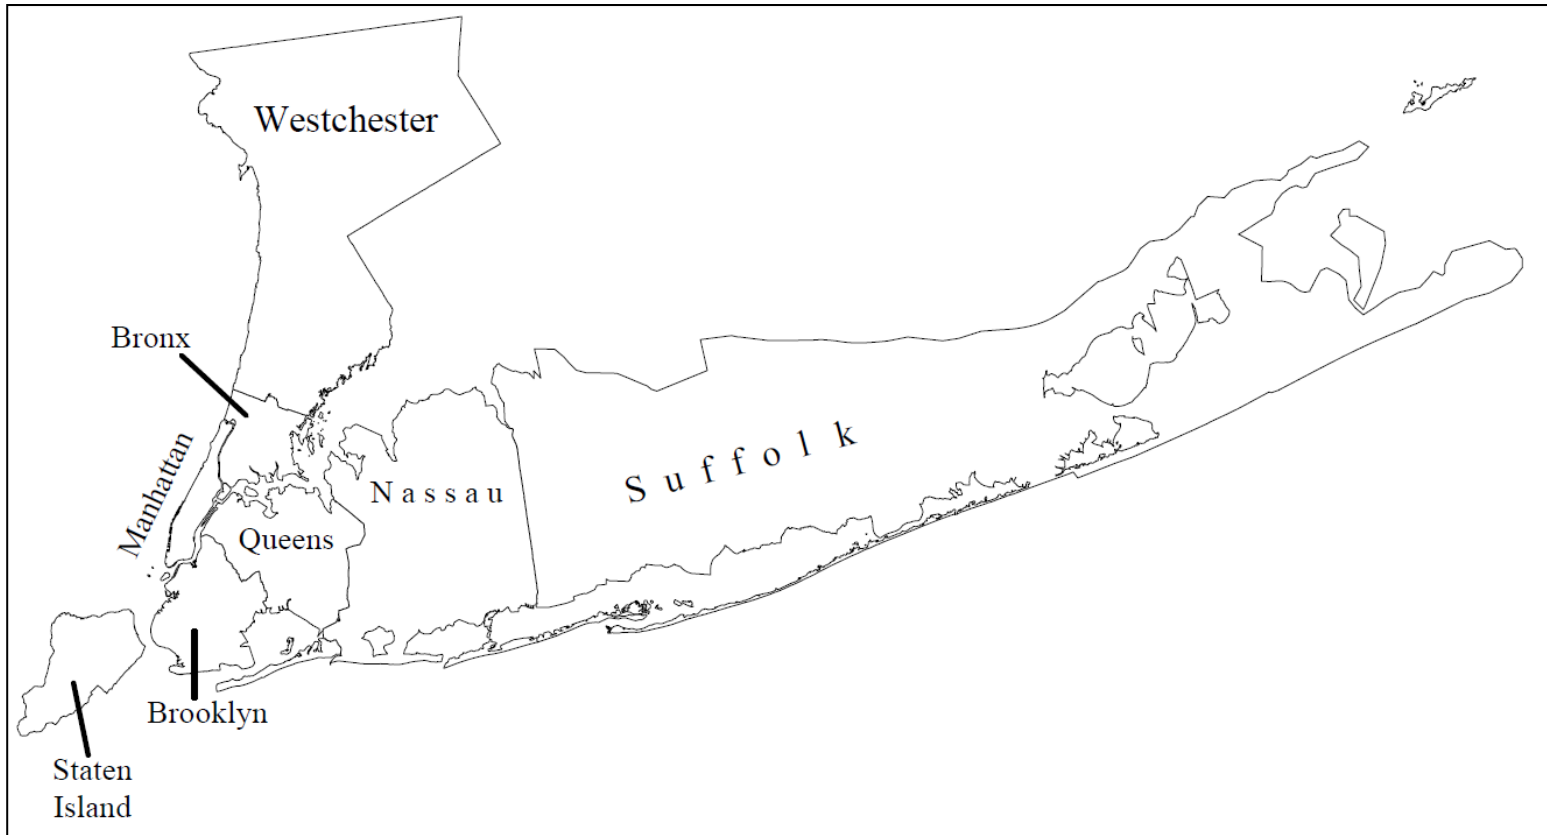 Westchester
Bronx
Manhattan
Suffolk
Nassau
Queens
Brooklyn
Staten
Island